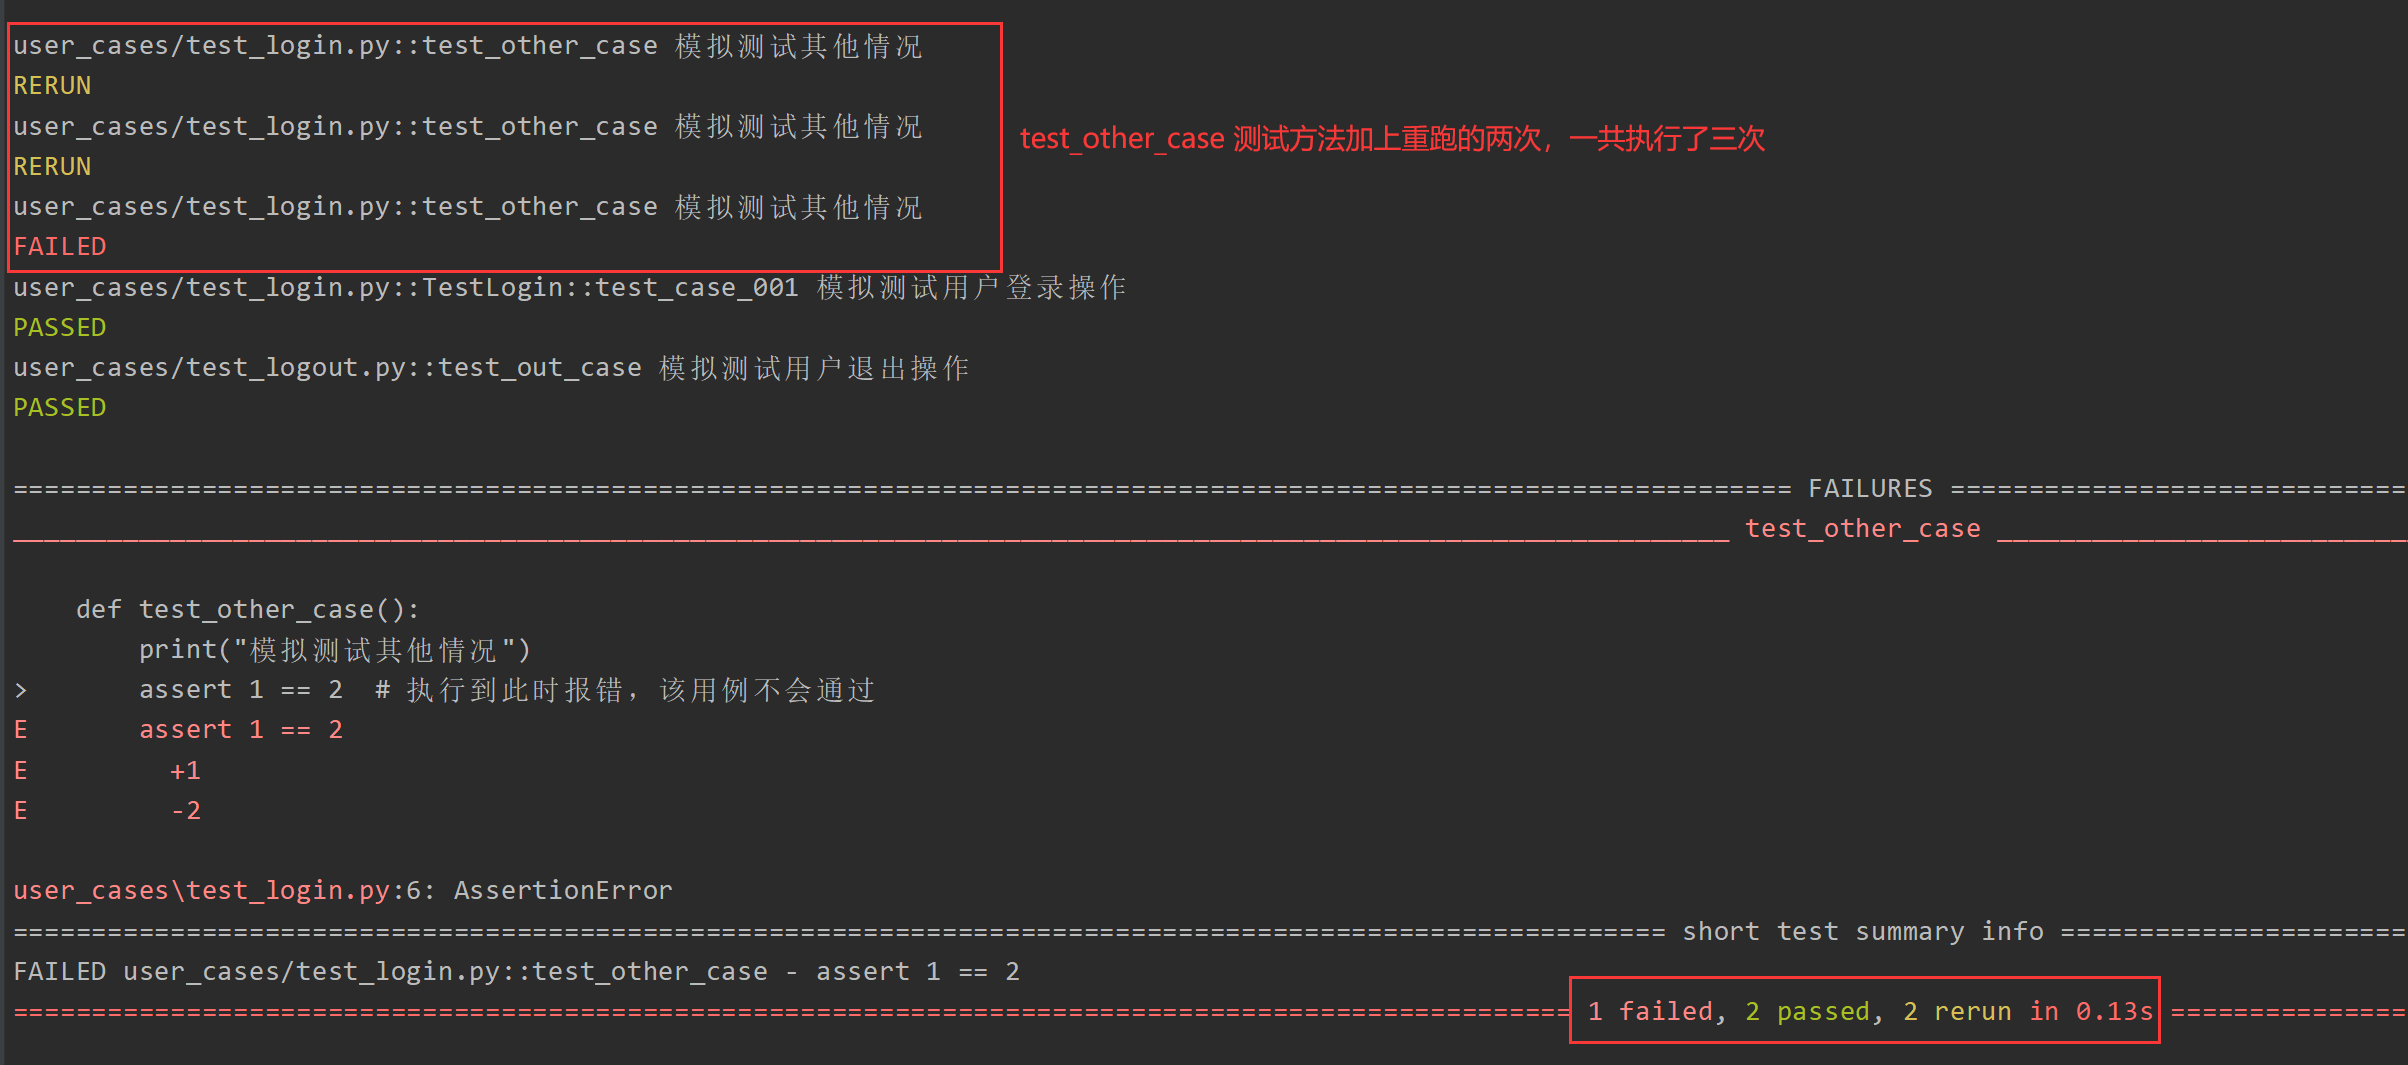 user_cases/test_login.py::test_other_case 模拟测试其他情况
RERUN
user_cases/test_login.py::test_other_case 模拟测试其他情况
test_other_case 测试方法加上重跑的两次，一共执行了三次
RERUN
user_cases/test_login.py::test_other_case 模拟测试其他情况
FAILED
user_cases/test_login.py::TestLogin::test_case_001 模拟测试用户登录操作
PASSED
user_cases/test_logout.py::test_out_case 模拟测试用户退出操作
PASSED
================================================================================================================= FAILURES =============================
_____________________________________________________________________________________________________________ test_other_case __________________________
def test_other_case():
print("模拟测试其他情况")
> assert 1 == 2 # 执行到此时报错，该用例不会通过
E assert 1 == 2
E +1
E -2
user_cases\test_login.py:6: AssertionError
========================================================================================================= short test summary info ======================
FAILED user_cases/test_login.py::test_other_case - assert 1 == 2
=================================================================================================== 1 failed, 2 passed, 2 rerun in 0.13s ===============